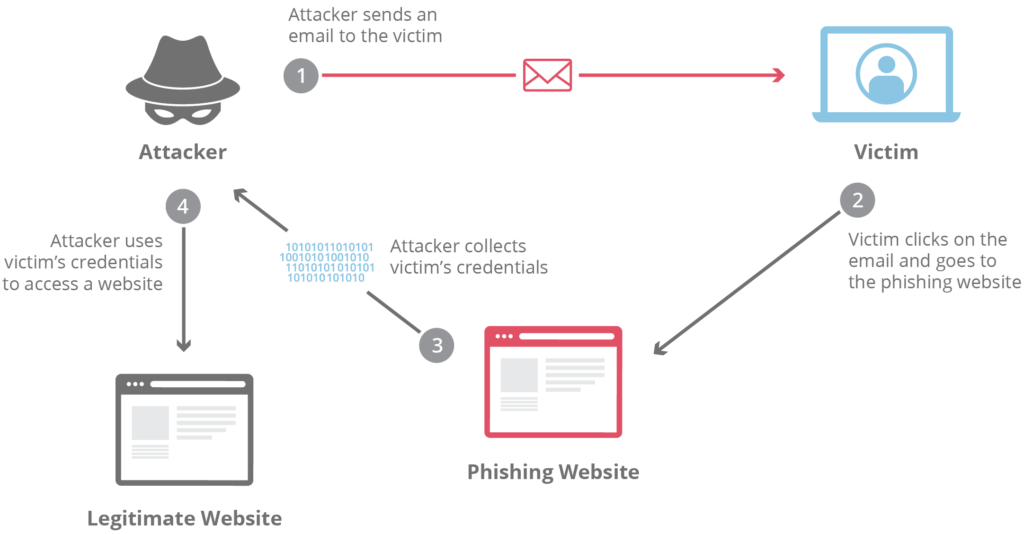 Attacker sends an
email to the victim
1
Attacker
Victim
4
2
Attacker uses
victim’s credentials
to access a website
10101011010101
10010101001010
11010101010101
101010101010
Attacker collects
victim’s credentials
Victim clicks on the
email and goes to
the phishing website
3
Phishing Website
Legitimate Website